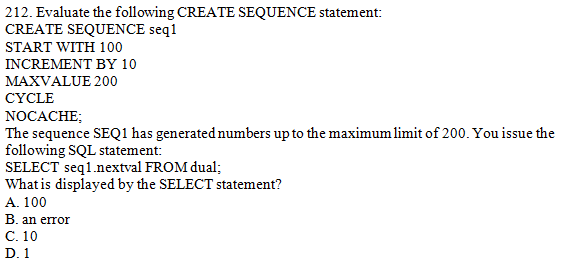 212. Evaluate the following CREATE SEQUENCE statement:
CREATE SEQUENCE seq1
START WITH 100
INCREMENT BY 10
MAXVALUE 200
CYCLE
NOCACHE;
The sequence SEQ1 has generated numbers up to the maximum limit of 200. You issue the
following SQL statement:
SELECT seq1.nextval FROM dual;
What is displayed by the SELECT statement?
A. 100
B. an error
C. 10
D. 1